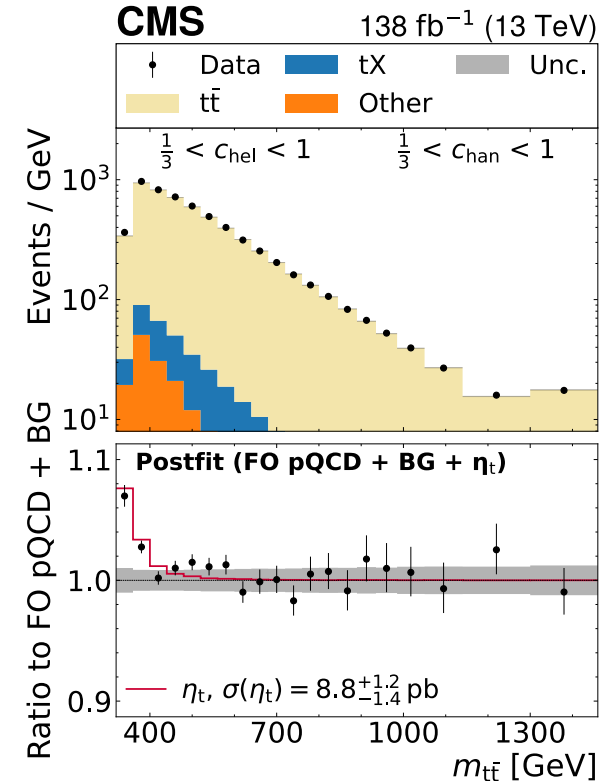 CMS 138 fb⁻¹ (13 TeV)
Data tX Unc.
tt̄ Other
1/3 < c_hel < 1 1/3 < c_han < 1
Events / GeV
10³
10²
10¹
Postfit (FO pQCD + BG + η_t)
Ratio to FO pQCD + BG
1.1
1.0
0.9
η_t, σ(η_t) = 8.8 +1.2 −1.4 pb
400 700 1000 1300
m_tt̄ [GeV]